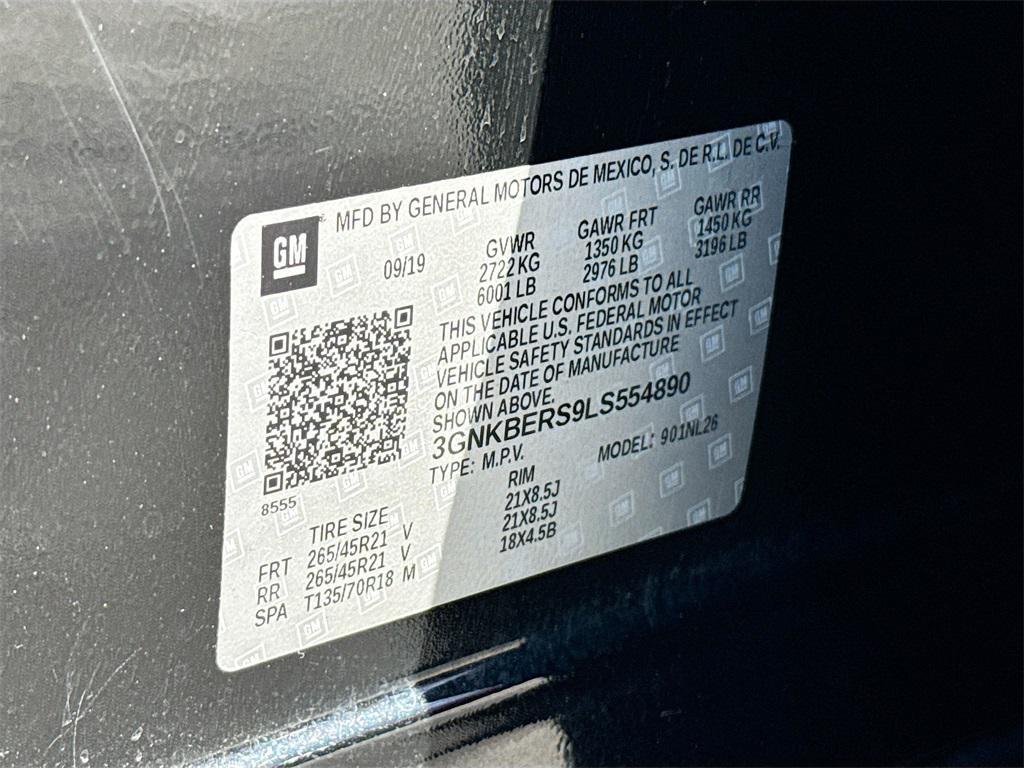 MFD BY GENERAL MOTORS DE MEXICO, S. DE R.L. DE C.V.
GM
09/19
GVWR GAWR FRT GAWR RR
2722 KG 1350 KG 1450 KG
6001 LB 2976 LB 3196 LB
THIS VEHICLE CONFORMS TO ALL
APPLICABLE U.S. FEDERAL MOTOR
VEHICLE SAFETY STANDARDS IN EFFECT
ON THE DATE OF MANUFACTURE
SHOWN ABOVE.
3GNKBERS9LS554890
TYPE: M.P.V. MODEL: 901NL26
8555
TIRE SIZE RIM
FRT 265/45R21 V 21X8.5J
RR 265/45R21 V 21X8.5J
SPA T135/70R18 M 18X4.5B